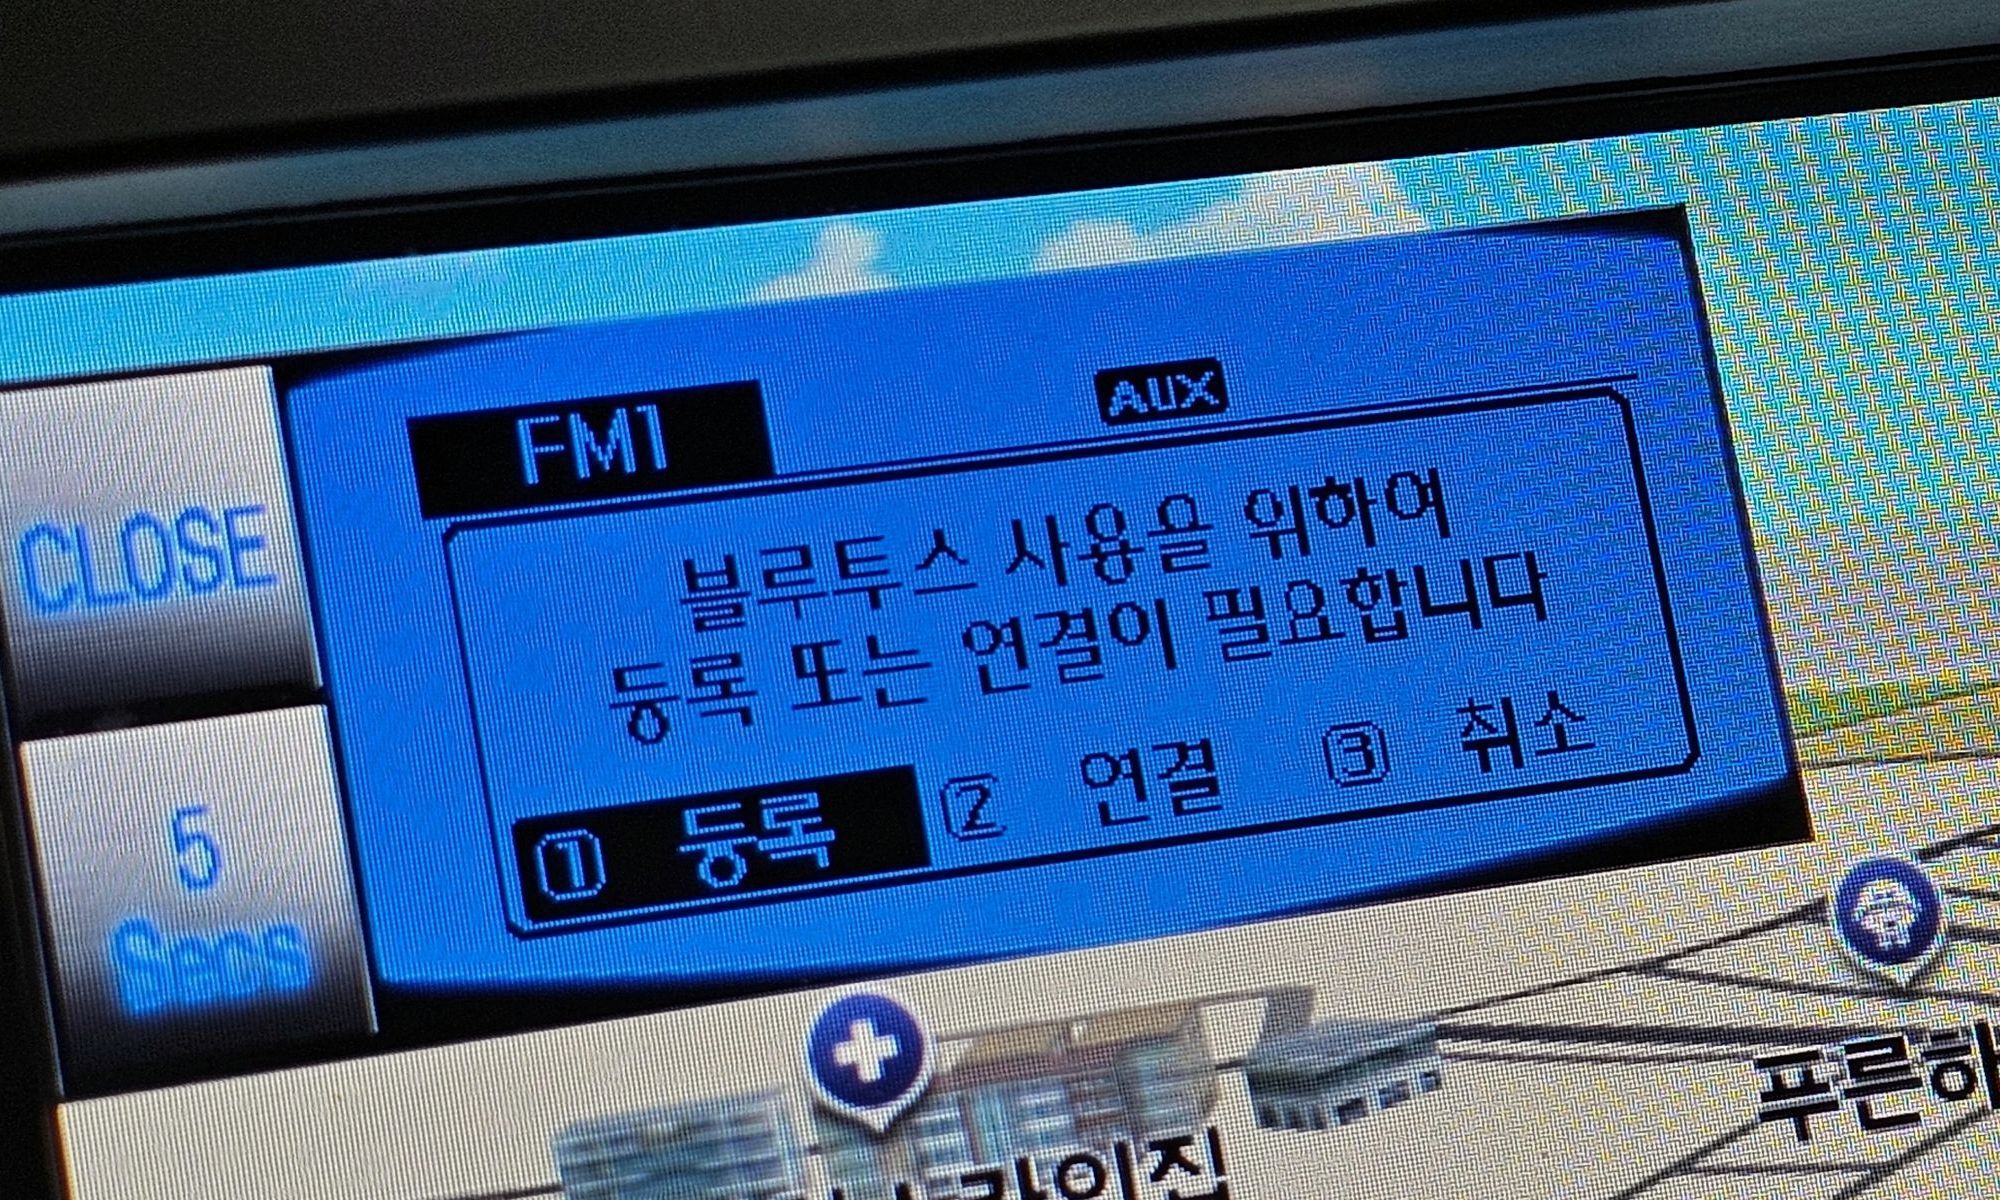 FM1 AUX
CLOSE
블루투스 사용을 위하여
등록 또는 연결이 필요합니다
① 등록 ② 연결 ③ 취소
5
Secs
푸른하